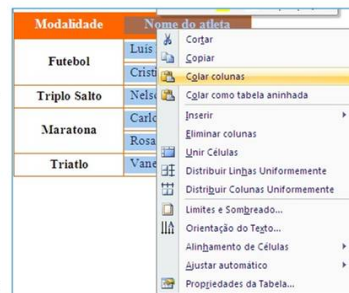 Modalidade Nome do atleta
Futebol
Luís
Cristi
Triplo Salto Nelso
Maratona
Carlo
Rosa
Triatlo Vane
Cortar
Copiar
Colar colunas
Colar como tabela aninhada
Inserir
Eliminar colunas
Unir Células
Distribuir Linhas Uniformemente
Distribuir Colunas Uniformemente
Limites e Sombreado...
Orientação do Texto...
Alinhamento de Células
Ajustar automático
Propriedades da Tabela...